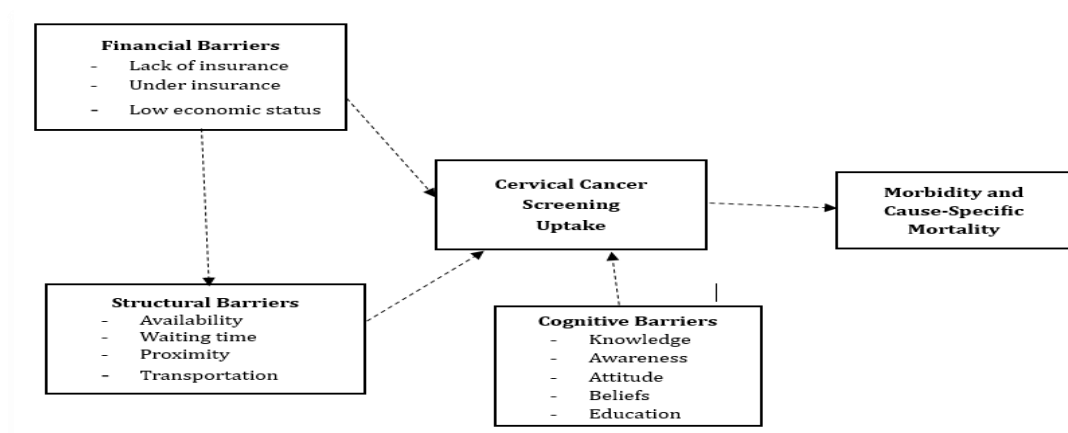 Financial Barriers
- Lack of insurance
- Under insurance
- Low economic status
Cervical Cancer
Screening
Uptake
Morbidity and
Cause-Specific
Mortality
Structural Barriers
- Availability
- Waiting time
- Proximity
- Transportation
Cognitive Barriers
- Knowledge
- Awareness
- Attitude
- Beliefs
- Education